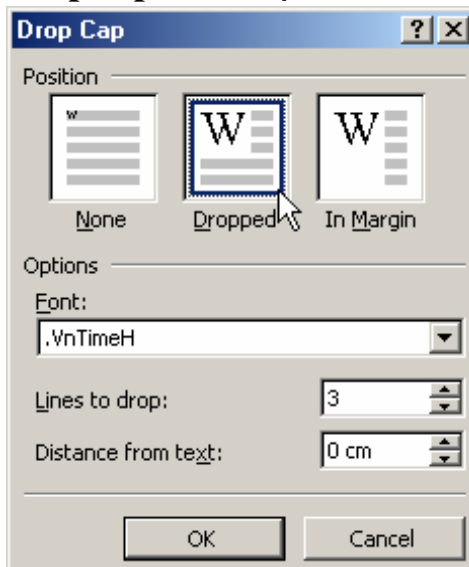 Drop Cap
Position
W W W
None Dropped In Margin
Options
Font:
.VnTimeH
Lines to drop: 3
Distance from text: 0 cm
OK Cancel